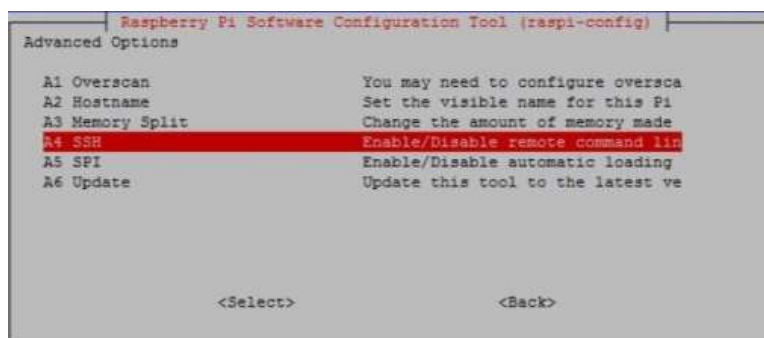 Raspberry Pi Software Configuration Tool (raspi-config)
Advanced Options
A1 Overscan You may need to configure oversca
A2 Hostname Set the visible name for this Pi
A3 Memory Split Change the amount of memory made
A4 SSH Enable/Disable remote command lin
A5 SPI Enable/Disable automatic loading
A6 Update Update this tool to the latest ve
<Select> <Back>